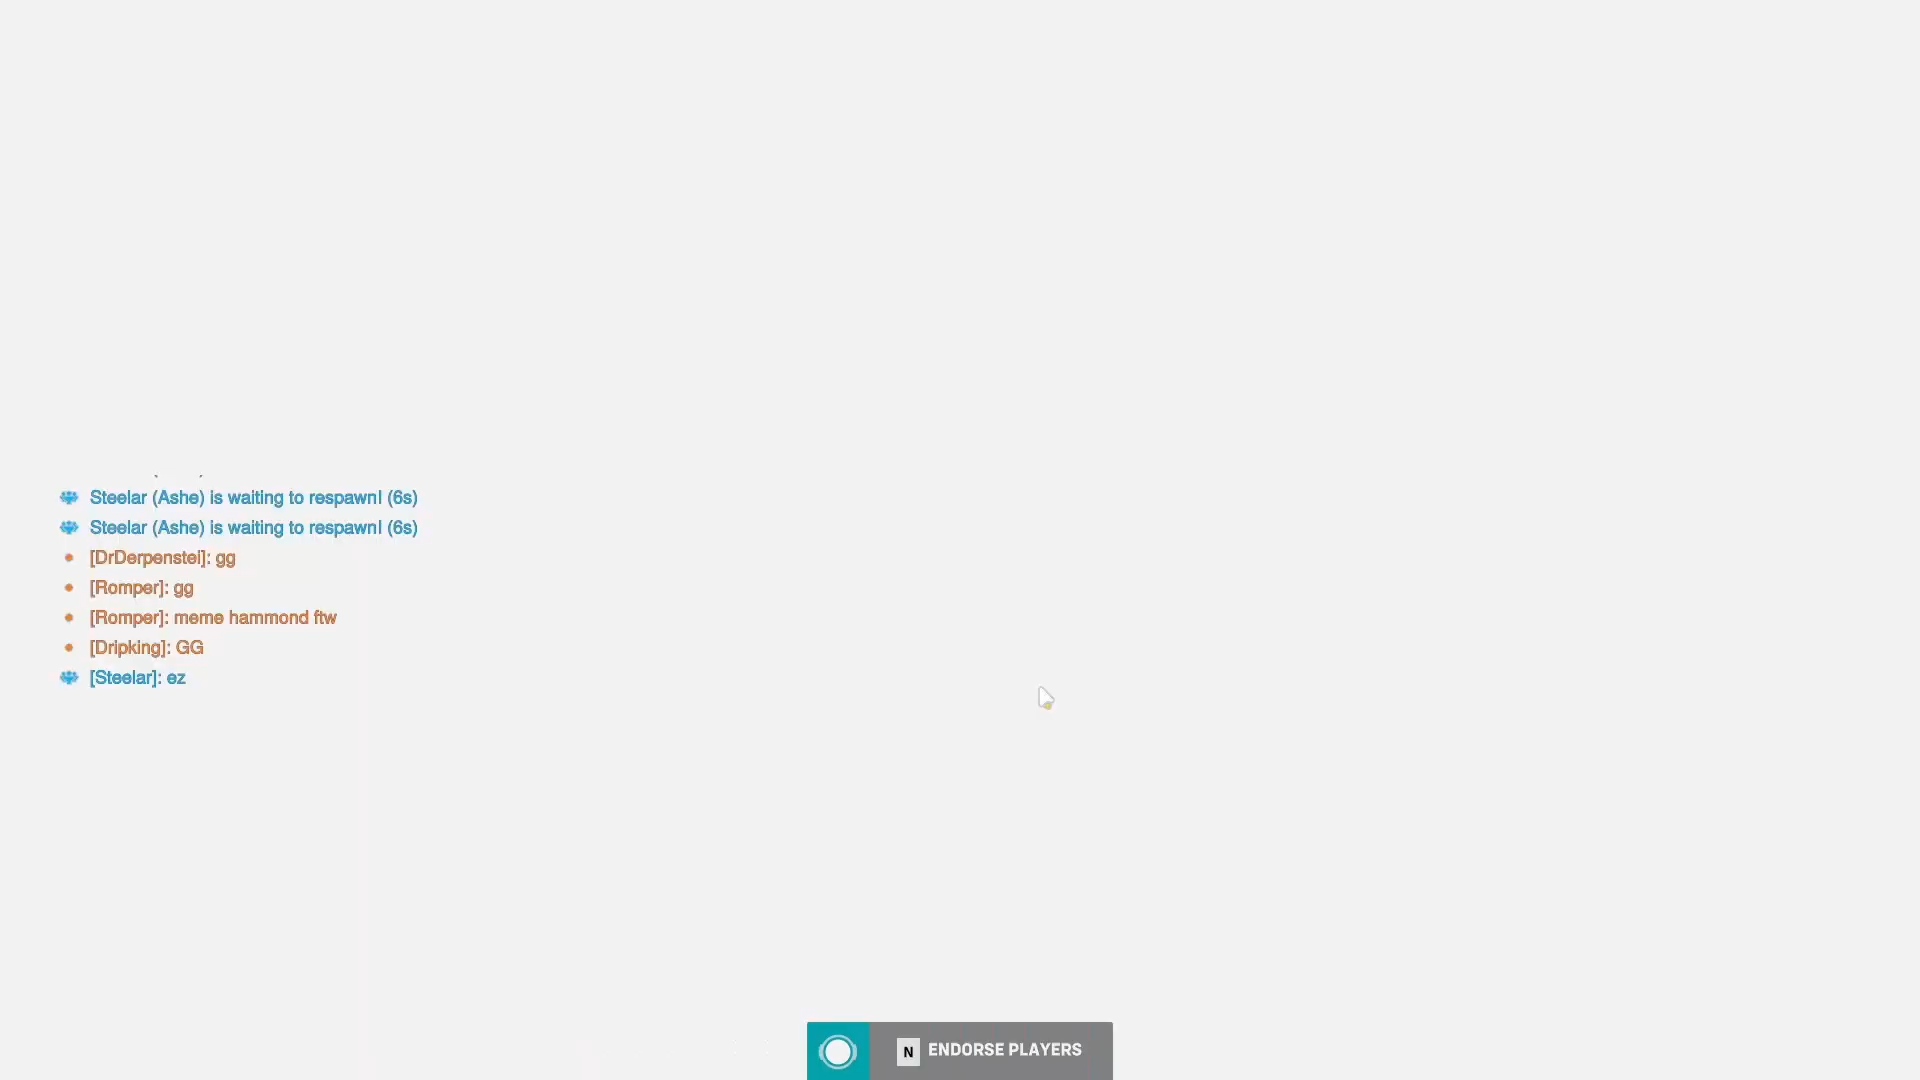 Steelar (Ashe) is waiting to respawn! (6s)
Steelar (Ashe) is waiting to respawn! (6s)
[DrDerpenstei]: gg
[Romper]: gg
[Romper]: meme hammond ftw
[Dripking]: GG
[Steelar]: ez
N ENDORSE PLAYERS